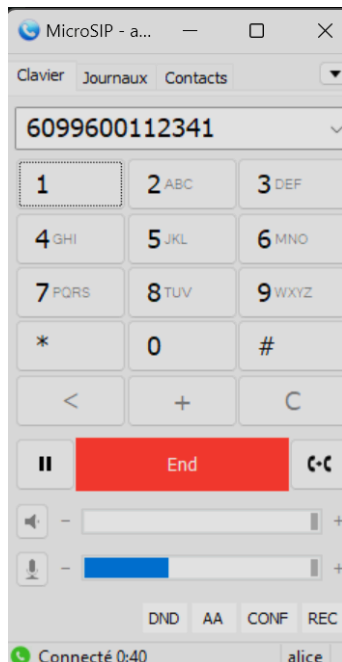 MicroSIP - a...
Clavier Journaux Contacts
6099600112341
1 2 ABC 3 DEF
4 GHI 5 JKL 6 MNO
7 PQRS 8 TUV 9 WXYZ
* 0 #
< + C
End
- +
- +
DND AA CONF REC
Connecté 0:40 alice